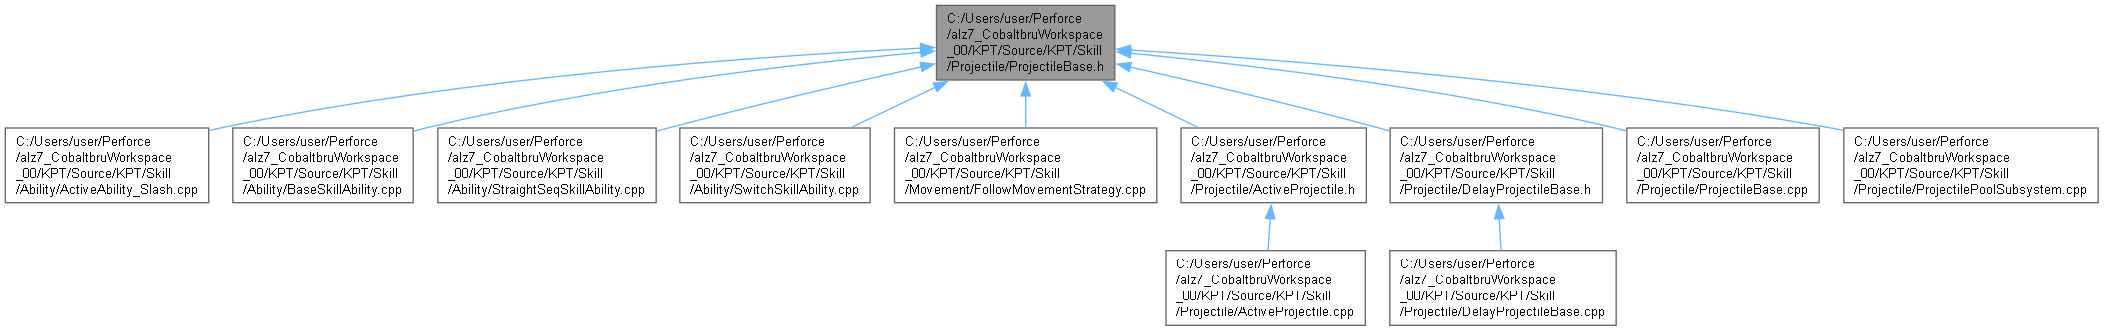 C:/Users/user/Perforce
/alz7_CobaltbruWorkspace
_00/KPT/Source/KPT/Skill
/Projectile/ProjectileBase.h
C:/Users/user/Perforce
/alz7_CobaltbruWorkspace
_00/KPT/Source/KPT/Skill
/Ability/ActiveAbility_Slash.cpp
C:/Users/user/Perforce
/alz7_CobaltbruWorkspace
_00/KPT/Source/KPT/Skill
/Ability/BaseSkillAbility.cpp
C:/Users/user/Perforce
/alz7_CobaltbruWorkspace
_00/KPT/Source/KPT/Skill
/Ability/StraightSeqSkillAbility.cpp
C:/Users/user/Perforce
/alz7_CobaltbruWorkspace
_00/KPT/Source/KPT/Skill
/Ability/SwitchSkillAbility.cpp
C:/Users/user/Perforce
/alz7_CobaltbruWorkspace
_00/KPT/Source/KPT/Skill
/Movement/FollowMovementStrategy.cpp
C:/Users/user/Perforce
/alz7_CobaltbruWorkspace
_00/KPT/Source/KPT/Skill
/Projectile/ActiveProjectile.h
C:/Users/user/Perforce
/alz7_CobaltbruWorkspace
_00/KPT/Source/KPT/Skill
/Projectile/DelayProjectileBase.h
C:/Users/user/Perforce
/alz7_CobaltbruWorkspace
_00/KPT/Source/KPT/Skill
/Projectile/ProjectileBase.cpp
C:/Users/user/Perforce
/alz7_CobaltbruWorkspace
_00/KPT/Source/KPT/Skill
/Projectile/ProjectilePoolSubsystem.cpp
C:/Users/user/Perforce
/alz7_CobaltbruWorkspace
_00/KPT/Source/KPT/Skill
/Projectile/ActiveProjectile.cpp
C:/Users/user/Perforce
/alz7_CobaltbruWorkspace
_00/KPT/Source/KPT/Skill
/Projectile/DelayProjectileBase.cpp